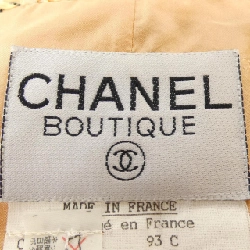 CHANEL
BOUTIQUE
MADE IN FRANCE
é en France
93 C